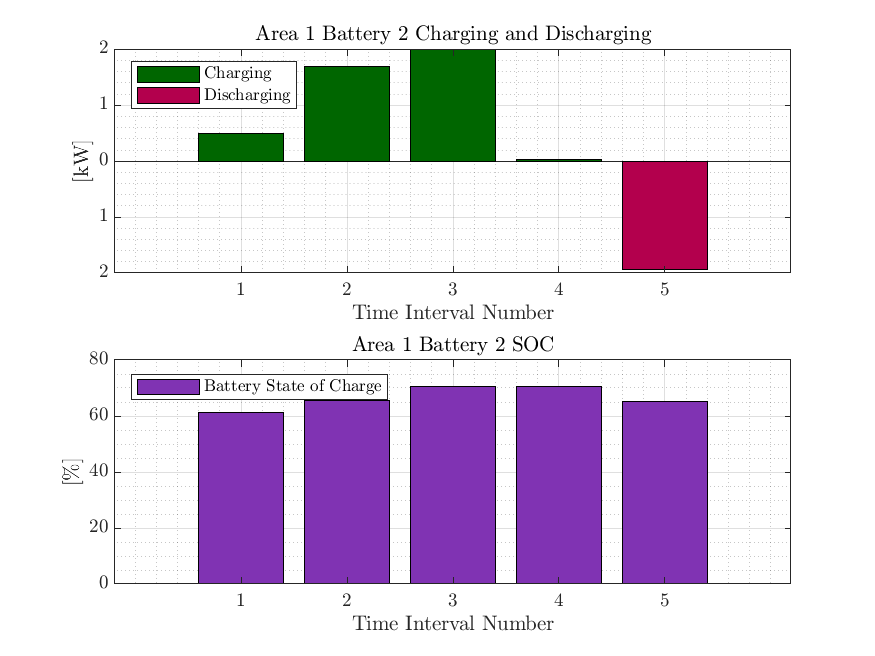 Area 1 Battery 2 Charging and Discharging
2
1
0
1
2
[kW]
Charging
Discharging
1 2 3 4 5
Time Interval Number
Area 1 Battery 2 SOC
80
60
40
20
0
[%]
Battery State of Charge
1 2 3 4 5
Time Interval Number